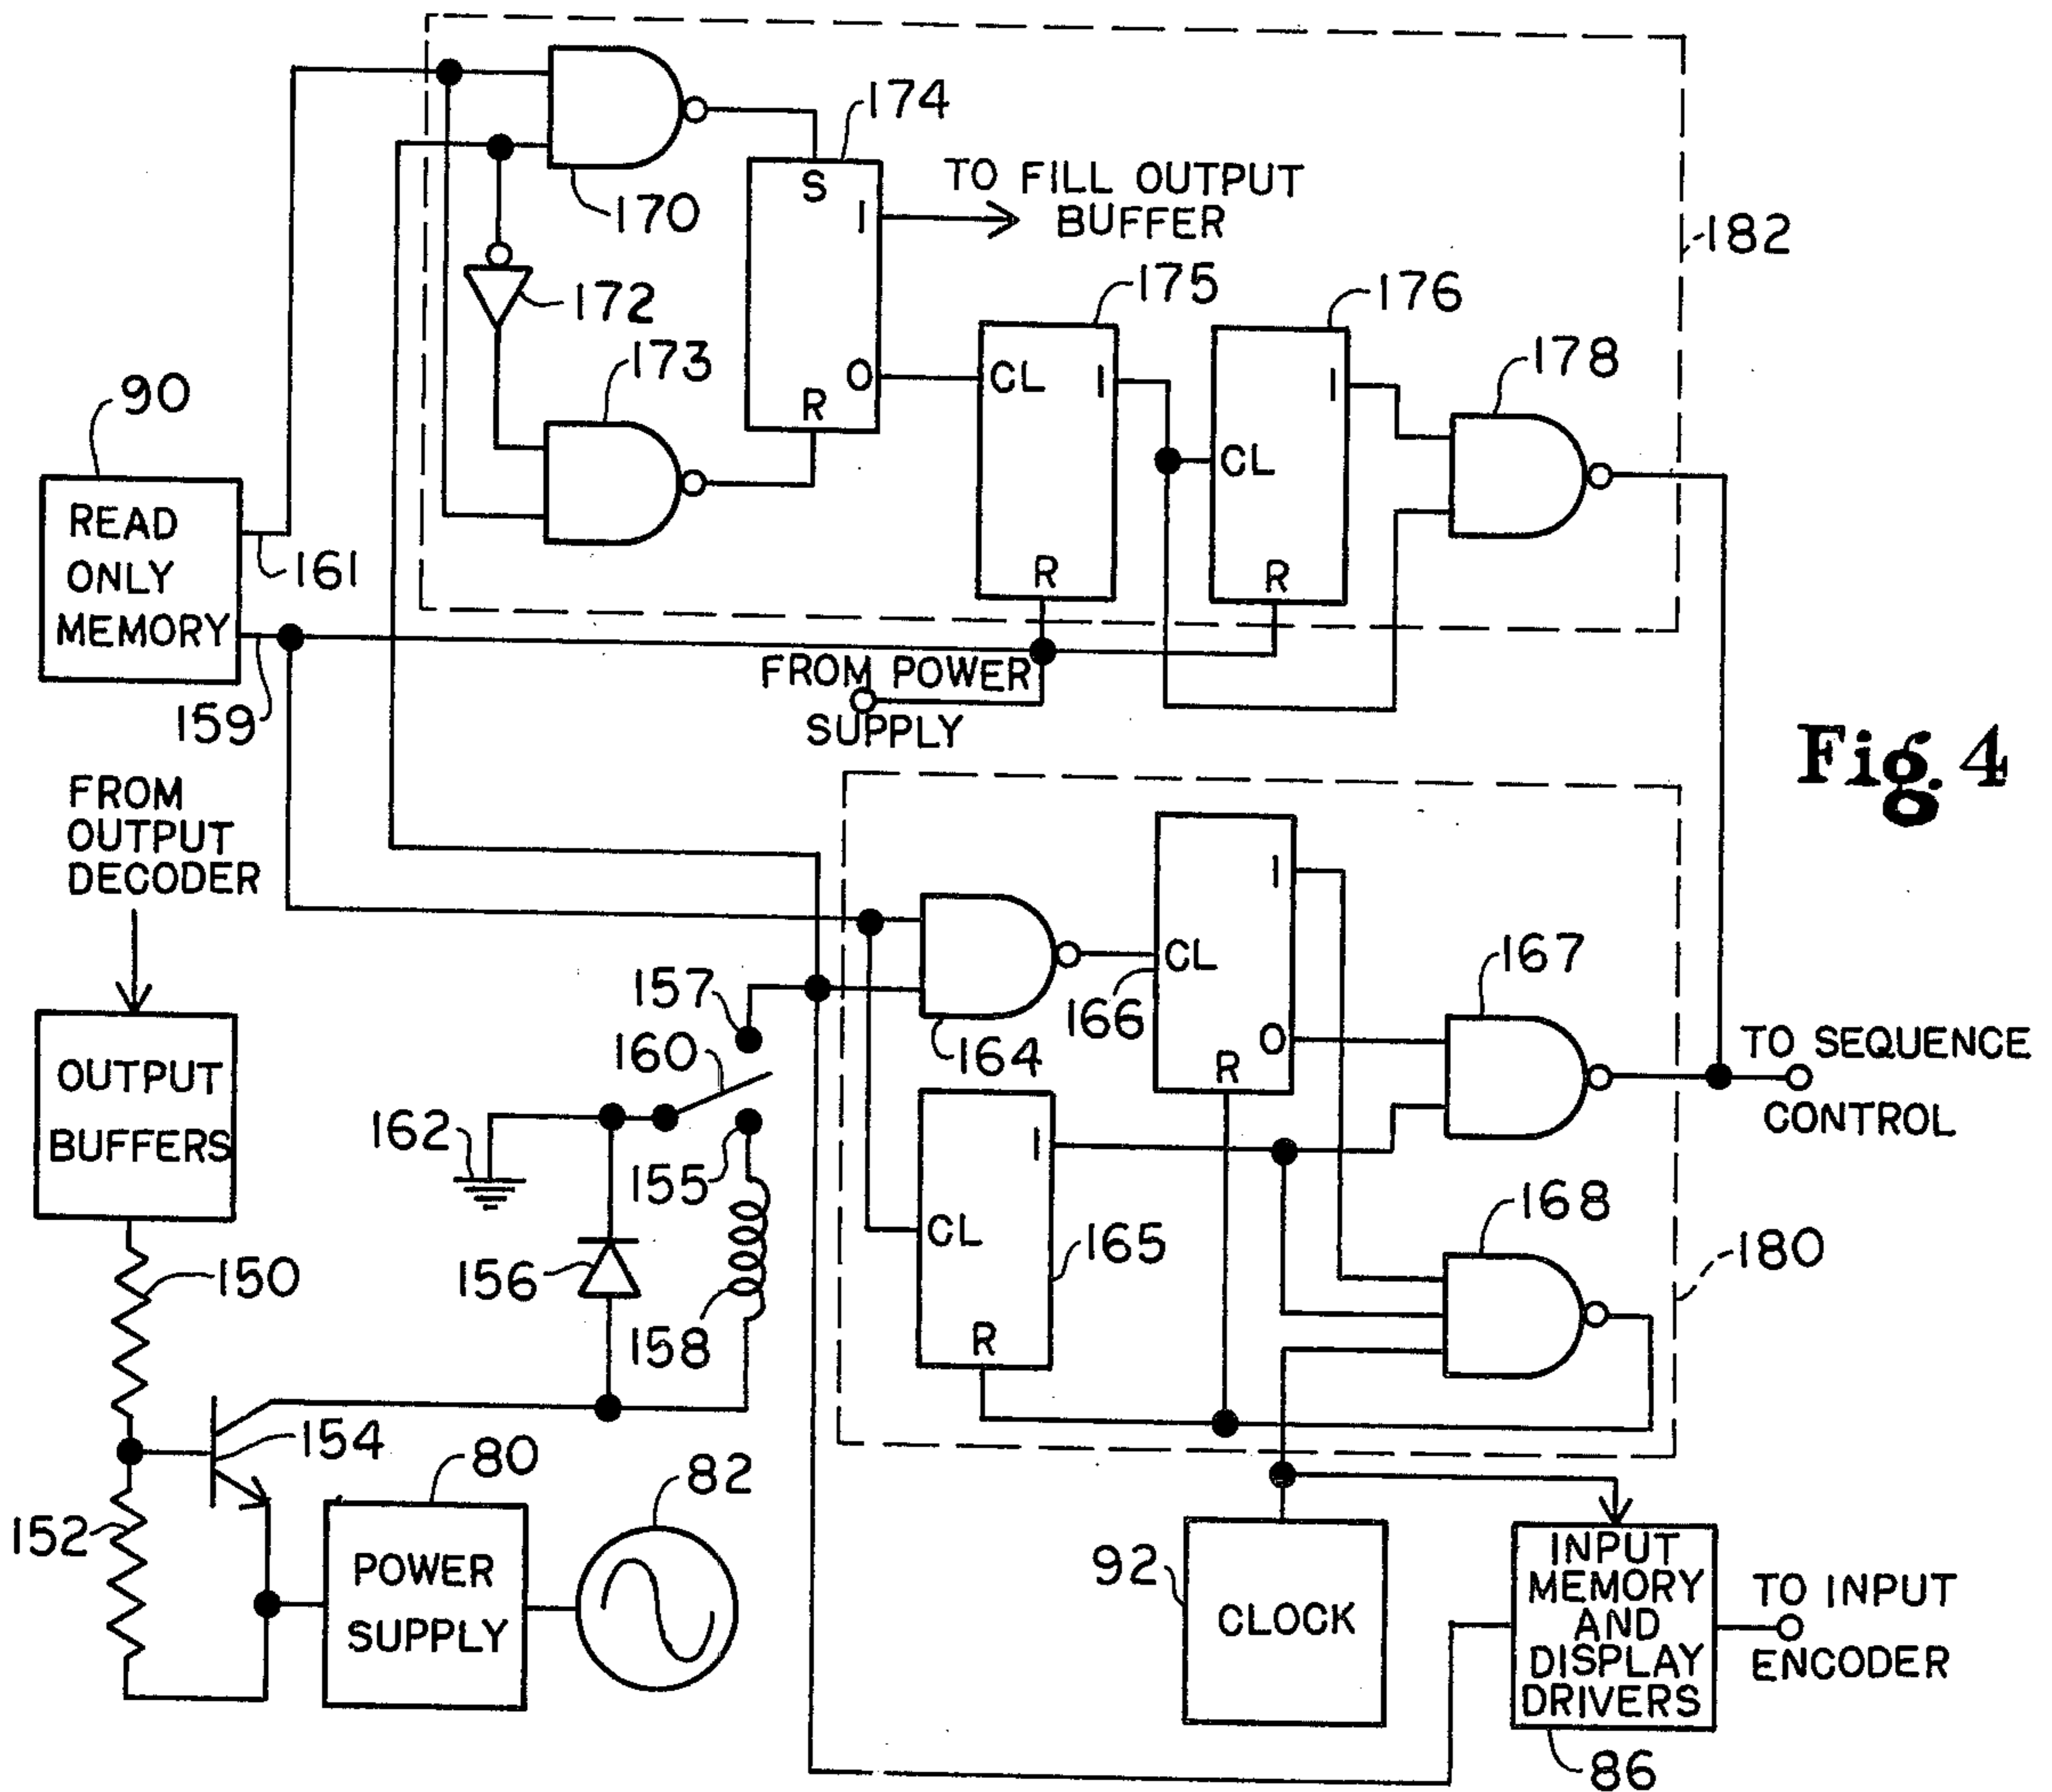 174
S
1
TO FILL OUTPUT
BUFFER
170
182
172
175
176
173
O
R
CL
1
1
178
CL
90
READ
ONLY
MEMORY
161
R
R
159
FROM POWER
SUPPLY
Fig. 4
FROM
OUTPUT
DECODER
1
157
CL
167
160
164
166
O
R
TO SEQUENCE
CONTROL
OUTPUT
BUFFERS
162
155
1
168
CL
165
180
150
156
158
R
154
80
82
152
POWER
SUPPLY
92
CLOCK
INPUT
MEMORY
AND
DISPLAY
DRIVERS
TO INPUT
ENCODER
86